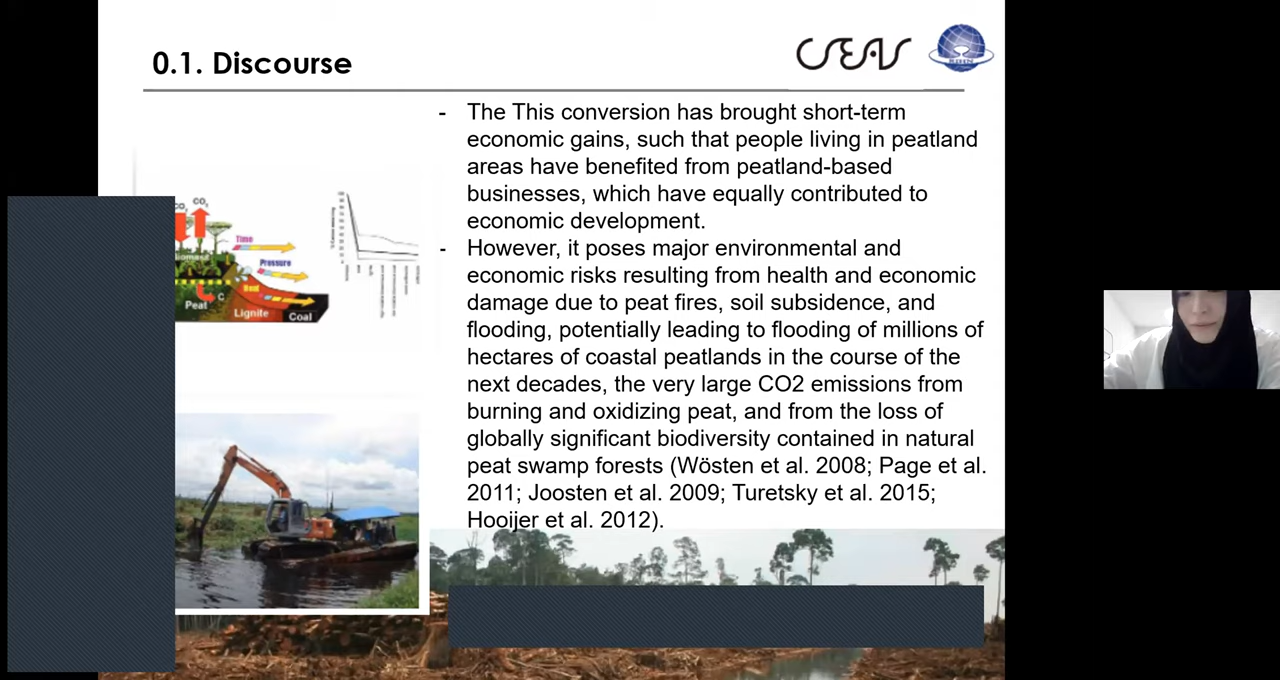 0.1. Discourse
CSEAS
- The This conversion has brought short-term
economic gains, such that people living in peatland
areas have benefited from peatland-based
businesses, which have equally contributed to
economic development.
- However, it poses major environmental and
economic risks resulting from health and economic
damage due to peat fires, soil subsidence, and
flooding, potentially leading to flooding of millions of
hectares of coastal peatlands in the course of the
next decades, the very large CO2 emissions from
burning and oxidizing peat, and from the loss of
globally significant biodiversity contained in natural
peat swamp forests (Wösten et al. 2008; Page et al.
2011; Joosten et al. 2009; Turetsky et al. 2015;
Hooijer et al. 2012).
CO₂
Time
Biomass
Pressure
Heat
Peat
C
Lignite
Coal